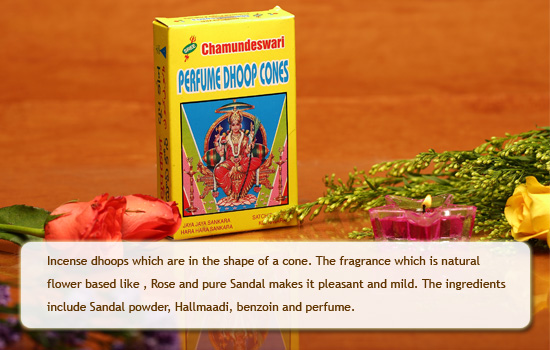 SREE
Chamundeswari
PERFUME DHOOP CONES
JAYA JAYA SANKARA
HARA HARA SANKARA
Incense dhoops which are in the shape of a cone. The fragrance which is natural
flower based like , Rose and pure Sandal makes it pleasant and mild. The ingredients
include Sandal powder, Hallmaadi, benzoin and perfume.